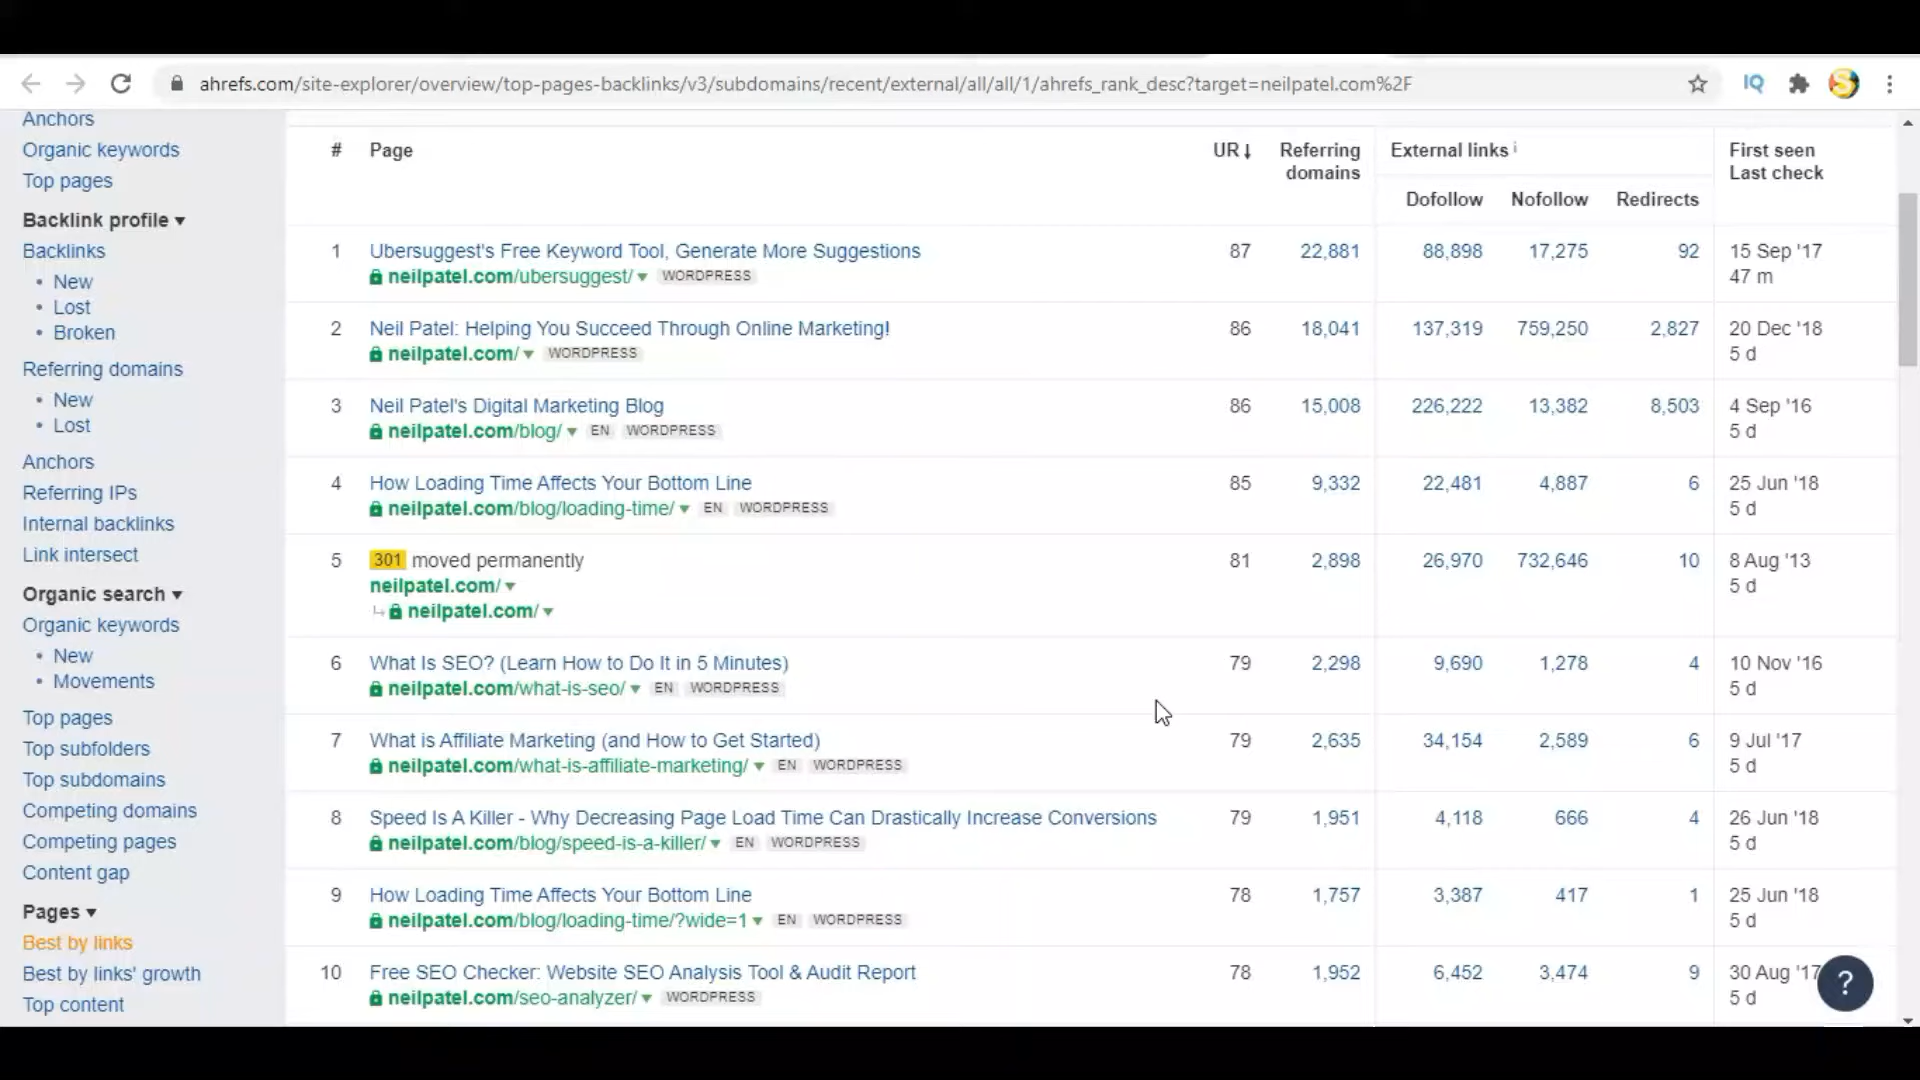 ahrefs.com/site-explorer/overview/top-pages-backlinks/v3/subdomains/recent/external/all/all/1/ahrefs_rank_desc?target=neilpatel.com%2F
IQ
Anchors
Organic keywords
Top pages
Backlink profile ▾
Backlinks
• New
• Lost
• Broken
Referring domains
• New
• Lost
Anchors
Referring IPs
Internal backlinks
Link intersect
Organic search ▾
Organic keywords
• New
• Movements
Top pages
Top subfolders
Top subdomains
Competing domains
Competing pages
Content gap
Pages ▾
Best by links
Best by links' growth
Top content
# Page UR↓ Referring domains External links i First seen Last check
Dofollow Nofollow Redirects
1 Ubersuggest's Free Keyword Tool, Generate More Suggestions 87 22,881 88,898 17,275 92 15 Sep '17
neilpatel.com/ubersuggest/ ▾ WORDPRESS 47 m
2 Neil Patel: Helping You Succeed Through Online Marketing! 86 18,041 137,319 759,250 2,827 20 Dec '18
neilpatel.com/ ▾ WORDPRESS 5 d
3 Neil Patel's Digital Marketing Blog 86 15,008 226,222 13,382 8,503 4 Sep '16
neilpatel.com/blog/ ▾ EN WORDPRESS 5 d
4 How Loading Time Affects Your Bottom Line 85 9,332 22,481 4,887 6 25 Jun '18
neilpatel.com/blog/loading-time/ ▾ EN WORDPRESS 5 d
5 301 moved permanently 81 2,898 26,970 732,646 10 8 Aug '13
neilpatel.com/ ▾ 5 d
neilpatel.com/ ▾
6 What Is SEO? (Learn How to Do It in 5 Minutes) 79 2,298 9,690 1,278 4 10 Nov '16
neilpatel.com/what-is-seo/ ▾ EN WORDPRESS 5 d
7 What is Affiliate Marketing (and How to Get Started) 79 2,635 34,154 2,589 6 9 Jul '17
neilpatel.com/what-is-affiliate-marketing/ ▾ EN WORDPRESS 5 d
8 Speed Is A Killer - Why Decreasing Page Load Time Can Drastically Increase Conversions 79 1,951 4,118 666 4 26 Jun '18
neilpatel.com/blog/speed-is-a-killer/ ▾ EN WORDPRESS 5 d
9 How Loading Time Affects Your Bottom Line 78 1,757 3,387 417 1 25 Jun '18
neilpatel.com/blog/loading-time/?wide=1 ▾ EN WORDPRESS 5 d
10 Free SEO Checker: Website SEO Analysis Tool & Audit Report 78 1,952 6,452 3,474 9 30 Aug '17
neilpatel.com/seo-analyzer/ ▾ WORDPRESS 5 d
?